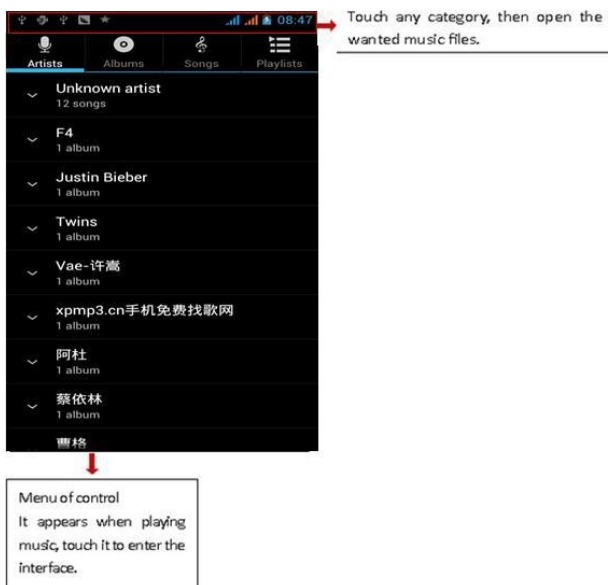 08:47
Touch any category, then open the
wanted music files.
Artists Albums Songs Playlists
Unknown artist
12 songs
F4
1 album
Justin Bieber
1 album
Twins
1 album
Vae-许嵩
1 album
xpmp3.cn手机免费找歌网
1 album
阿杜
1 album
蔡依林
1 album
曹格
Menu of control
It appears when playing
music, touch it to enter the
interface.